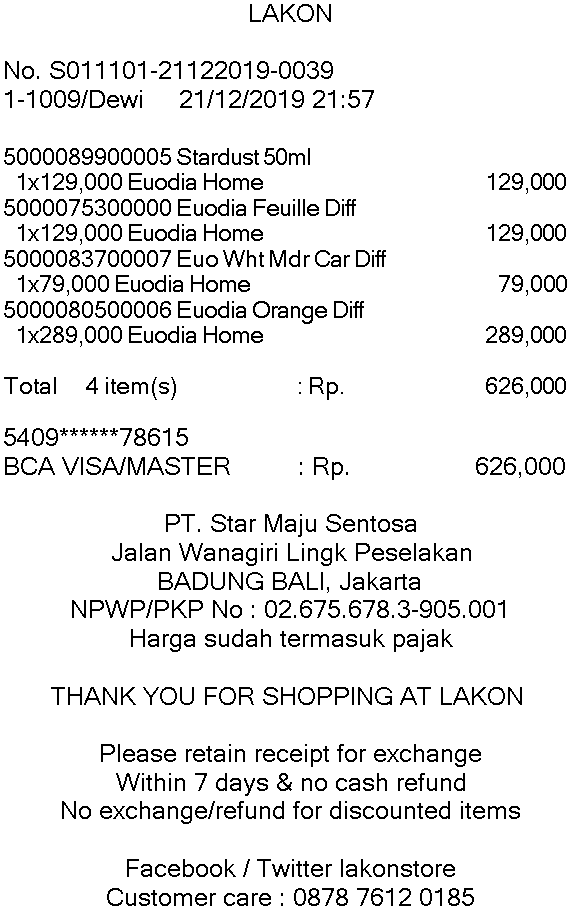 LAKON
No. S011101-21122019-0039
1-1009/Dewi 21/12/2019 21:57
5000089900005 Stardust 50ml
1x129,000 Euodia Home 129,000
5000075300000 Euodia Feuille Diff
1x129,000 Euodia Home 129,000
5000083700007 Euo Wht Mdr Car Diff
1x79,000 Euodia Home 79,000
5000080500006 Euodia Orange Diff
1x289,000 Euodia Home 289,000
Total 4 item(s) : Rp. 626,000
5409******78615
BCA VISA/MASTER : Rp. 626,000
PT. Star Maju Sentosa
Jalan Wanagiri Lingk Peselakan
BADUNG BALI, Jakarta
NPWP/PKP No : 02.675.678.3-905.001
Harga sudah termasuk pajak
THANK YOU FOR SHOPPING AT LAKON
Please retain receipt for exchange
Within 7 days & no cash refund
No exchange/refund for discounted items
Facebook / Twitter lakonstore
Customer care : 0878 7612 0185